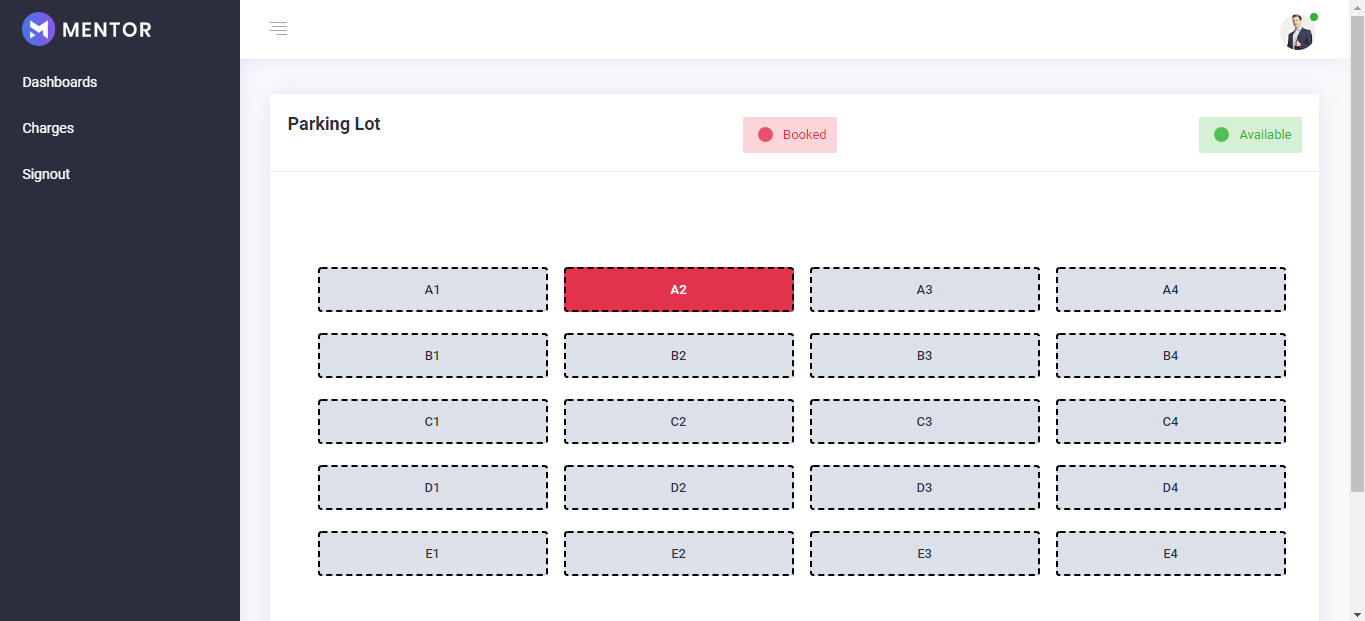 MENTOR
Dashboards
Charges
Signout
Parking Lot
Booked
Available
A1 A2 A3 A4
B1 B2 B3 B4
C1 C2 C3 C4
D1 D2 D3 D4
E1 E2 E3 E4